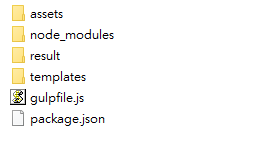 assets
node_modules
result
templates
gulpfile.js
package.json